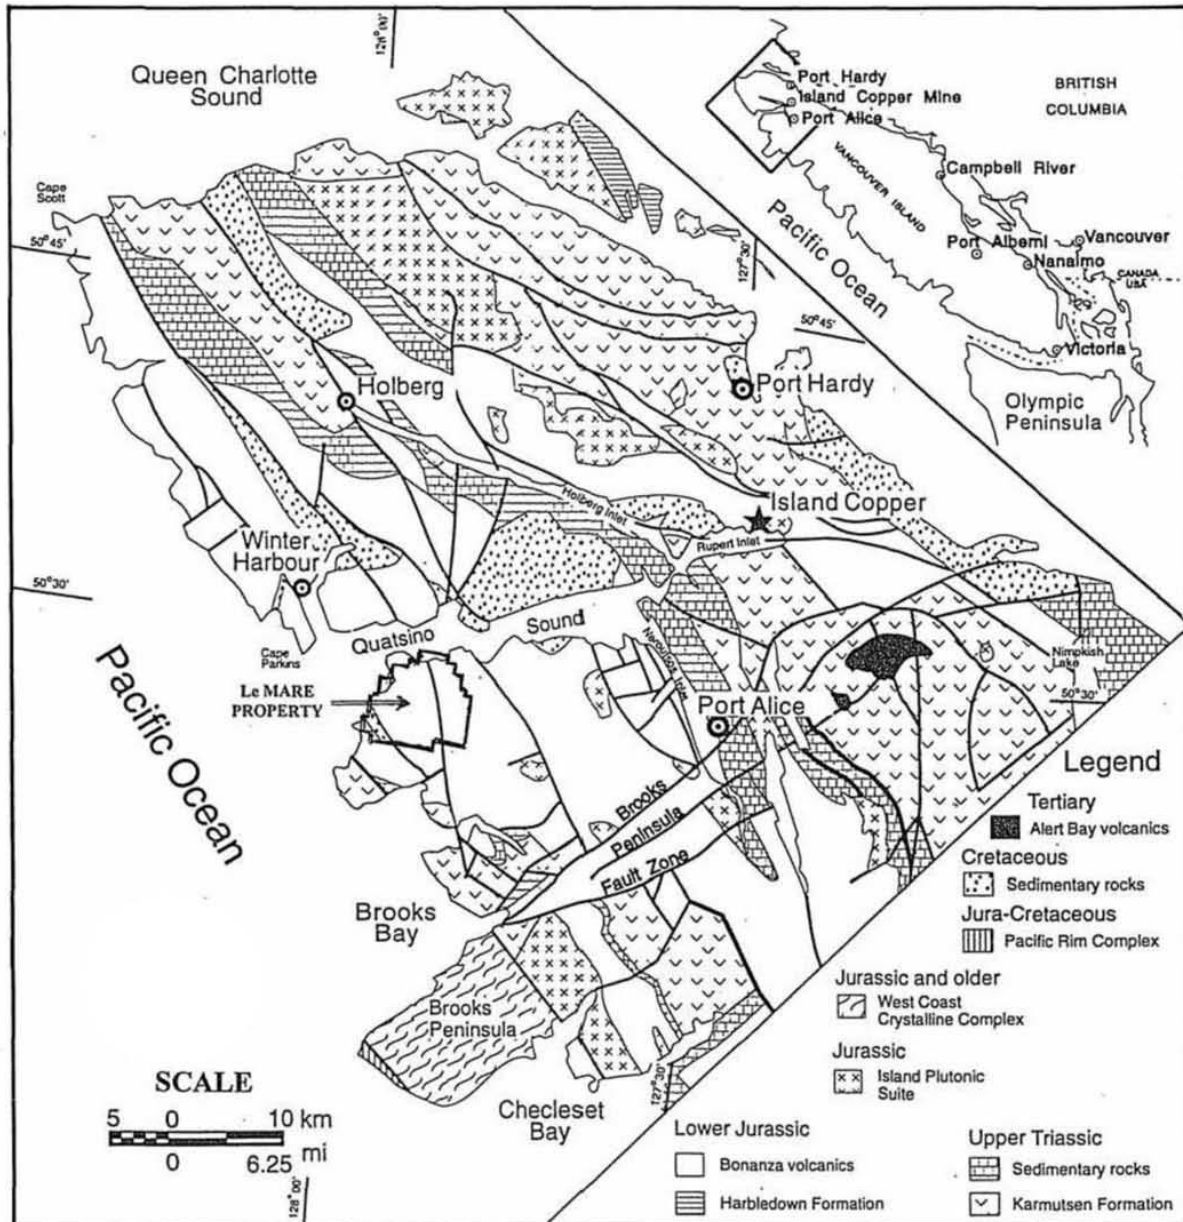 Queen Charlotte
Sound
128°00'
Cape
Scott
50°45'
127°30'
50°45'
Holberg
Port Hardy
Island Copper
Holberg Inlet
Rupert Inlet
Winter
Harbour
50°30'
Quatsino
Sound
Neroutsos Inlet
Cape
Parkins
Nimpkish
Lake
50°30'
Le MARE
PROPERTY
Port Alice
Pacific Ocean
Brooks
Peninsula
Fault Zone
Brooks
Bay
Brooks
Peninsula
Checleset
Bay
127°30'
128°00'
SCALE
5 0 10 km
0 6.25 mi
Port Hardy
Island Copper Mine
Port Alice
BRITISH
COLUMBIA
VANCOUVER ISLAND
Campbell River
Pacific Ocean
Port Alberni
Vancouver
Nanaimo
CANADA
USA
Victoria
Olympic
Peninsula
Legend
Tertiary
Alert Bay volcanics
Cretaceous
Sedimentary rocks
Jura-Cretaceous
Pacific Rim Complex
Jurassic and older
West Coast
Crystalline Complex
Jurassic
Island Plutonic
Suite
Lower Jurassic
Bonanza volcanics
Harbledown Formation
Upper Triassic
Sedimentary rocks
Karmutsen Formation